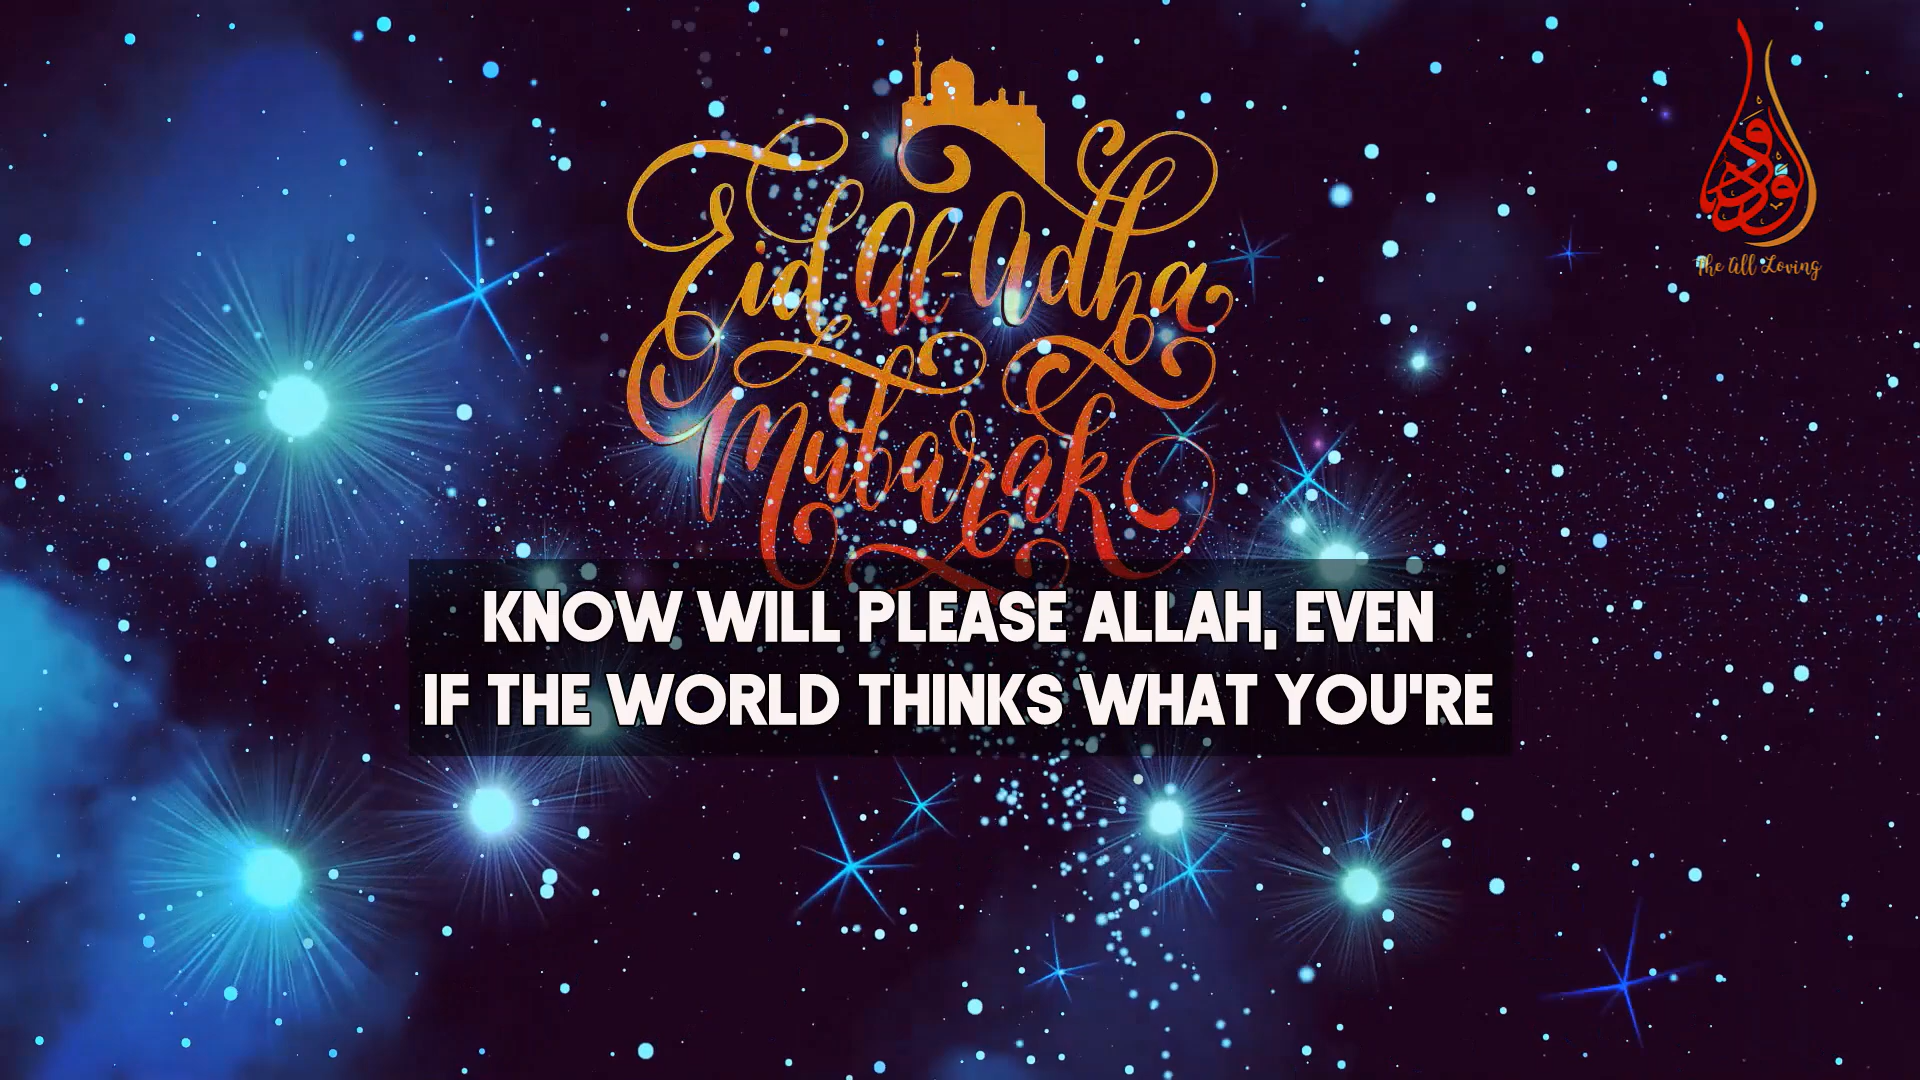 Eid Al-Adha
Mubarak
ودود
The All Loving
KNOW WILL PLEASE ALLAH, EVEN
IF THE WORLD THINKS WHAT YOU'RE